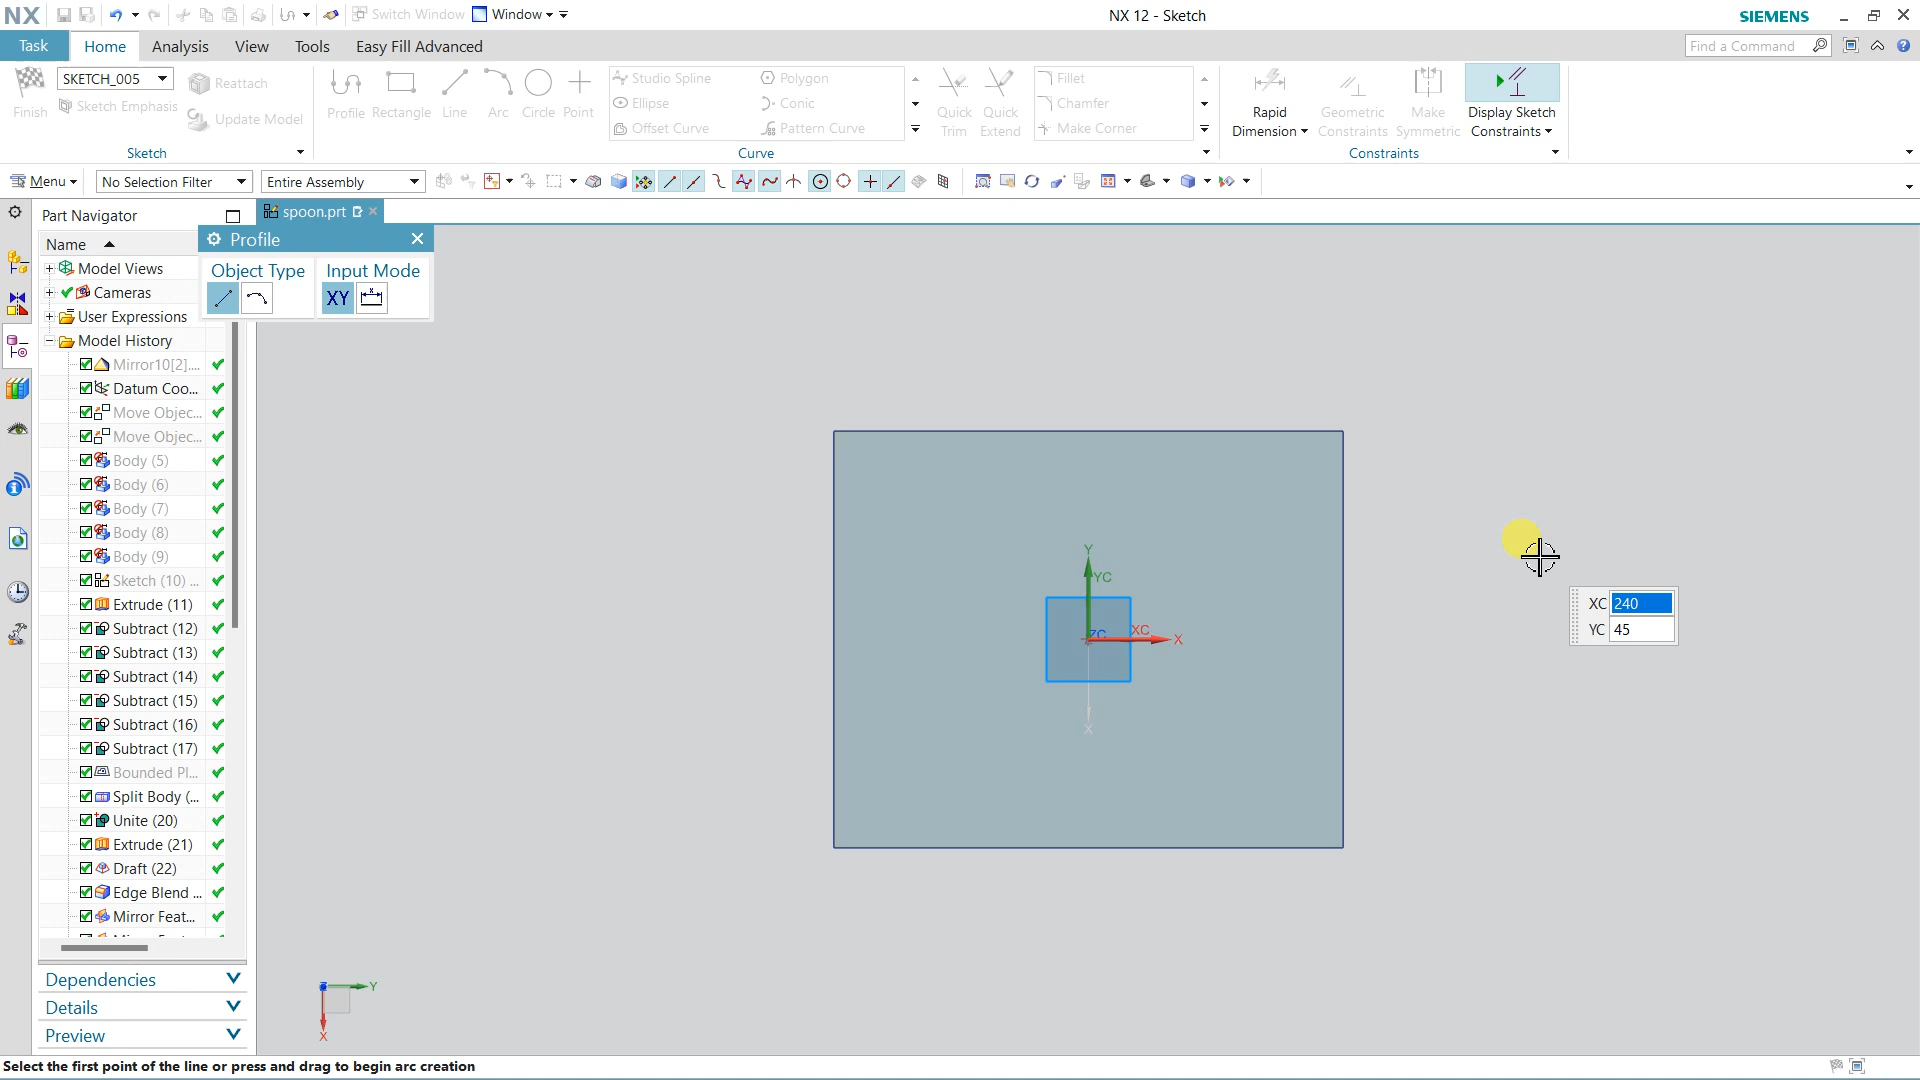 NX
Switch Window
Window
NX 12 - Sketch
SIEMENS
Task
Home
Analysis
View
Tools
Easy Fill Advanced
Find a Command
SKETCH_005
Reattach
Finish
Sketch Emphasis
Update Model
Sketch
Profile
Rectangle
Line
Arc
Circle
Point
Studio Spline
Polygon
Ellipse
Conic
Offset Curve
Pattern Curve
Quick Trim
Quick Extend
Fillet
Chamfer
Make Corner
Curve
Rapid Dimension
Geometric Constraints
Make Symmetric
Display Sketch Constraints
Constraints
Menu
No Selection Filter
Entire Assembly
Part Navigator
spoon.prt
Profile
Object Type
Input Mode
XY
Name
Model Views
Cameras
User Expressions
Model History
Mirror10[2]....
Datum Coo...
Move Objec...
Move Objec...
Body (5)
Body (6)
Body (7)
Body (8)
Body (9)
Sketch (10) ...
Extrude (11)
Subtract (12)
Subtract (13)
Subtract (14)
Subtract (15)
Subtract (16)
Subtract (17)
Bounded Pl...
Split Body (...
Unite (20)
Extrude (21)
Draft (22)
Edge Blend ...
Mirror Feat...
Dependencies
Details
Preview
Y
YC
ZC
XC
X
X
XC 240
YC 45
Z
Y
X
Select the first point of the line or press and drag to begin arc creation